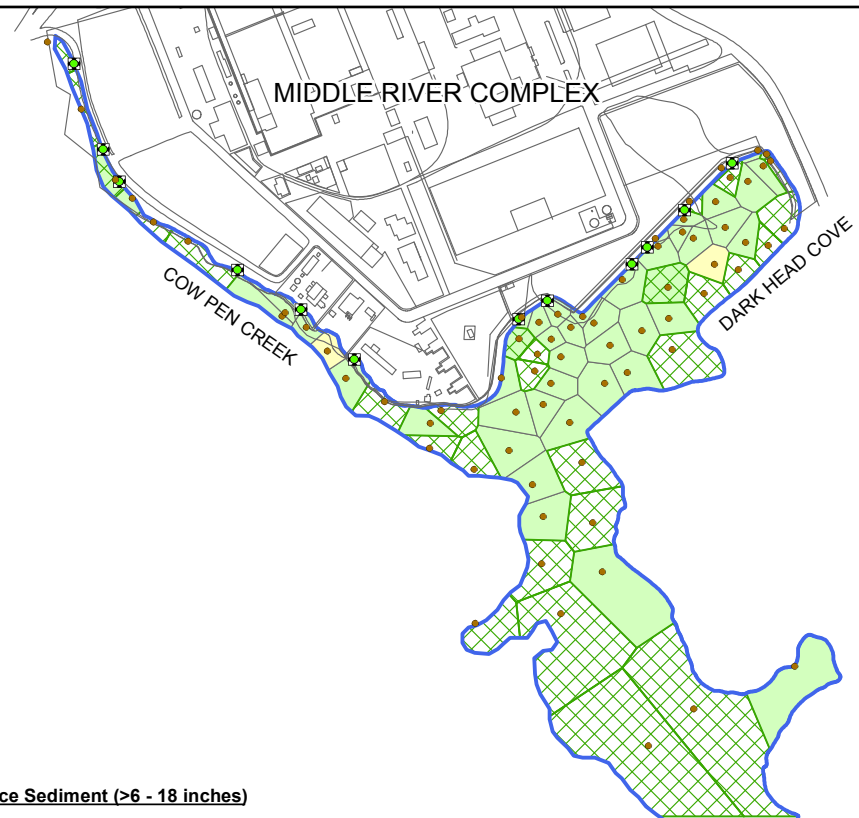 MIDDLE RIVER COMPLEX
COW PEN CREEK
DARK HEAD COVE
ce Sediment (>6 - 18 inches)